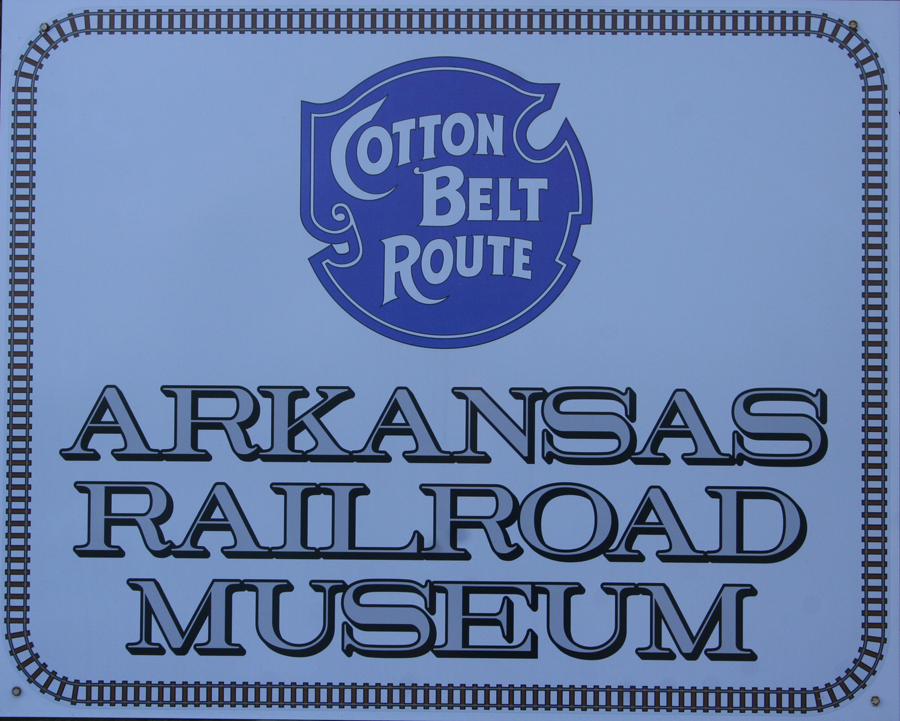 COTTON
BELT
ROUTE
ARKANSAS
RAILROAD
MUSEUM